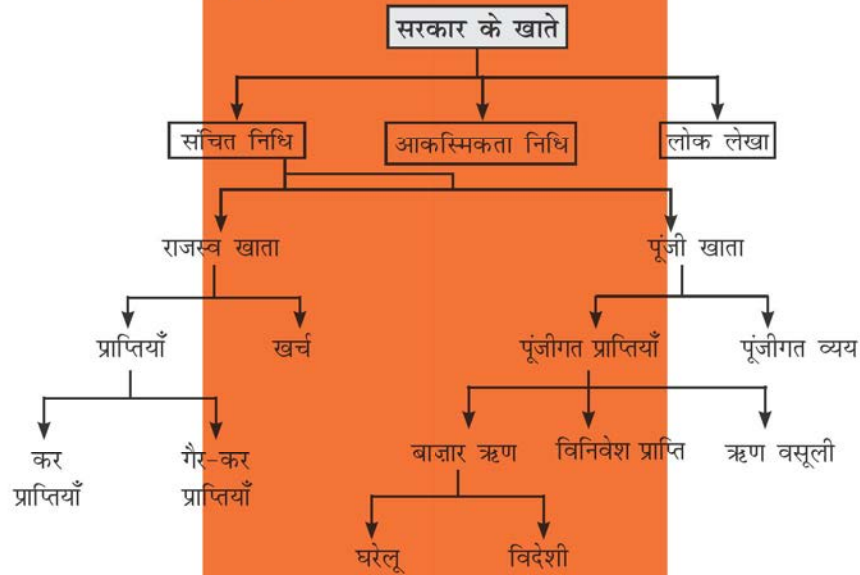 सरकार के खाते
संचित निधि
आकस्मिकता निधि
लोक लेखा
राजस्व खाता
पूंजी खाता
प्राप्तियाँ
खर्च
पूंजीगत प्राप्तियाँ
पूंजीगत व्यय
कर
प्राप्तियाँ
गैर-कर
प्राप्तियाँ
बाज़ार ऋण
विनिवेश प्राप्ति
ऋण वसूली
घरेलू
विदेशी